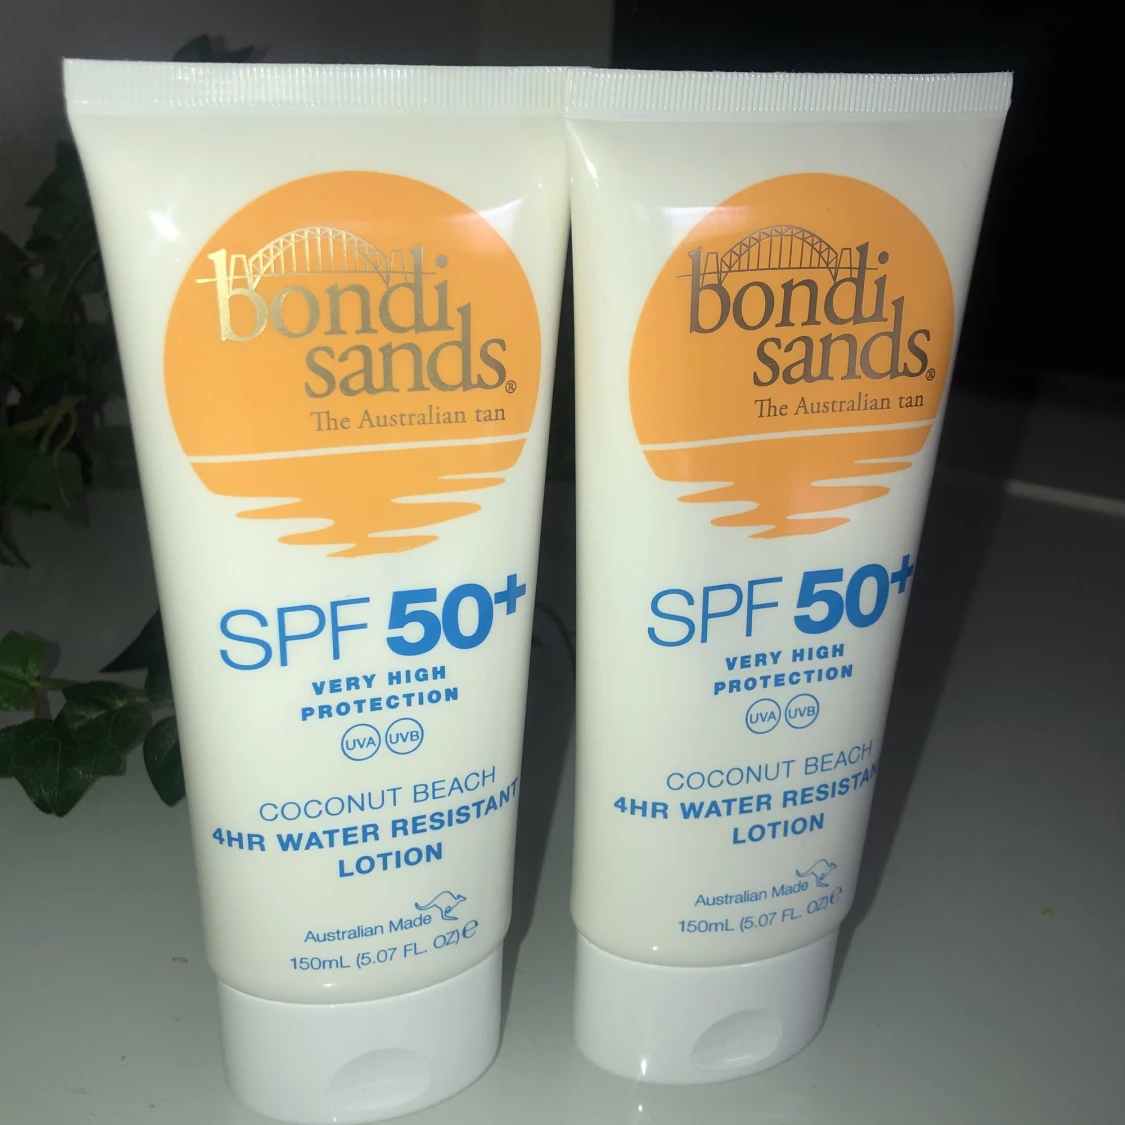 bondi
sands®
The Australian tan
SPF 50+
VERY HIGH
PROTECTION
UVA UVB
COCONUT BEACH
4HR WATER RESISTANT
LOTION
Australian Made
150mL (5.07 FL. OZ) e
bondi
sands®
The Australian tan
SPF 50+
VERY HIGH
PROTECTION
UVA UVB
COCONUT BEACH
4HR WATER RESISTAN
LOTION
Australian Made
150mL (5.07 FL. OZ) e